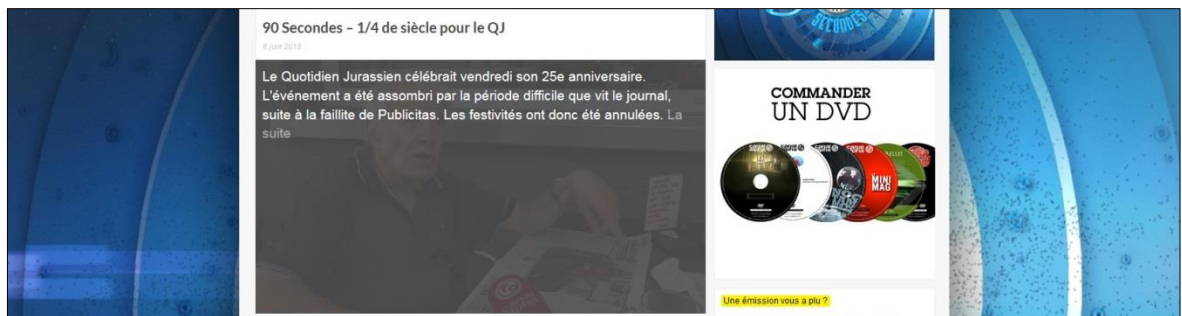 90 Secondes – 1/4 de siècle pour le QJ
8 juin 2018
Le Quotidien Jurassien célébrait vendredi son 25e anniversaire.
L'événement a été assombri par la période difficile que vit le journal,
suite à la faillite de Publicitas. Les festivités ont donc été annulées. La
suite
SECONDES
COMMANDER
UN DVD
MINI
MAG
Une émission vous a plu ?